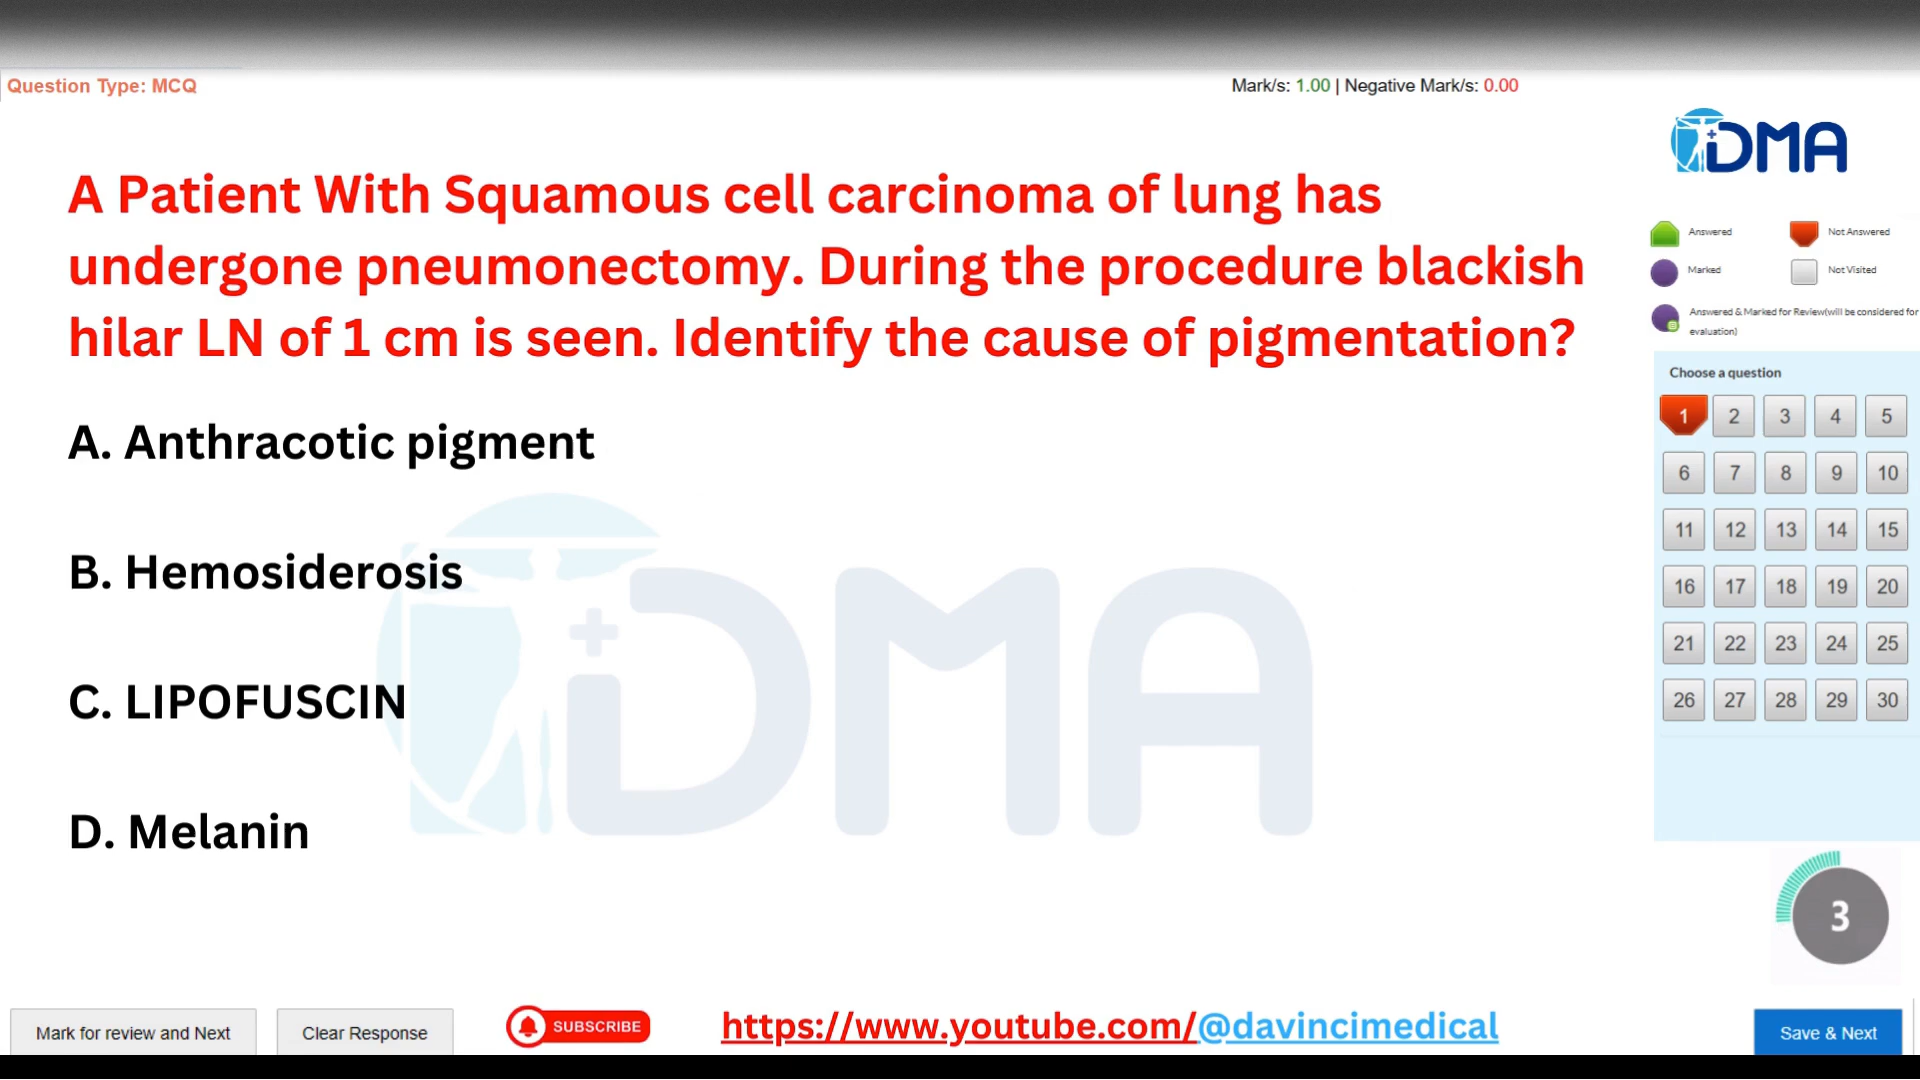 Question Type: MCQ
Mark/s: 1.00 | Negative Mark/s: 0.00
DMA
A Patient With Squamous cell carcinoma of lung has
undergone pneumonectomy. During the procedure blackish
hilar LN of 1 cm is seen. Identify the cause of pigmentation?
A. Anthracotic pigment
B. Hemosiderosis
C. LIPOFUSCIN
D. Melanin
DMA
Answered
Not Answered
Marked
Not Visited
Answered & Marked for Review(will be considered for
evaluation)
Choose a question
1 2 3 4 5
6 7 8 9 10
11 12 13 14 15
16 17 18 19 20
21 22 23 24 25
26 27 28 29 30
3
Mark for review and Next
Clear Response
SUBSCRIBE
https://www.youtube.com/@davincimedical
Save & Next